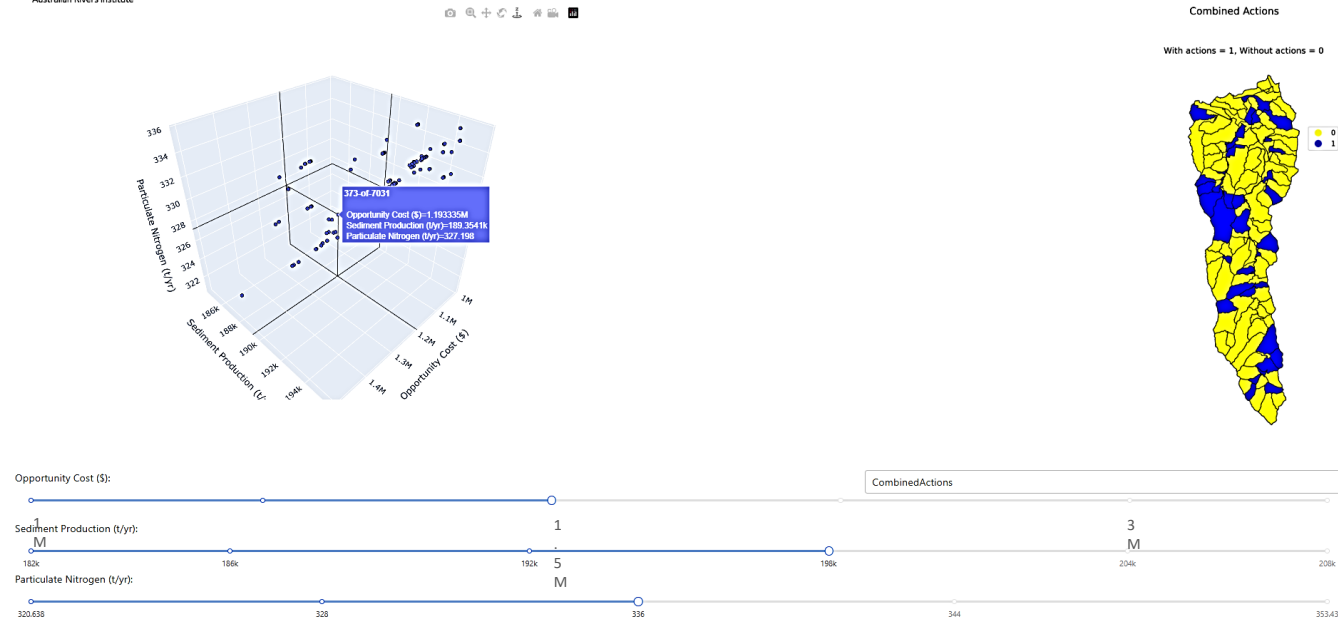 Australian Rivers Institute
Combined Actions
With actions = 1, Without actions = 0
0
1
336
334
332
330
328
326
324
322
Particulate Nitrogen (t/yr)
373-of-7031
Opportunity Cost ($)=1.193335M
Sediment Production (t/yr)=189.3541k
Particulate Nitrogen (t/yr)=327.198
186k
188k
190k
192k
194k
Sediment Production (t/
1M
1.1M
1.2M
1.3M
1.4M
Opportunity Cost ($)
Opportunity Cost ($):
CombinedActions
1
M
1
.
5
M
3
M
Sediment Production (t/yr):
182k
186k
192k
198k
204k
208k
Particulate Nitrogen (t/yr):
320.638
328
336
344
353.43